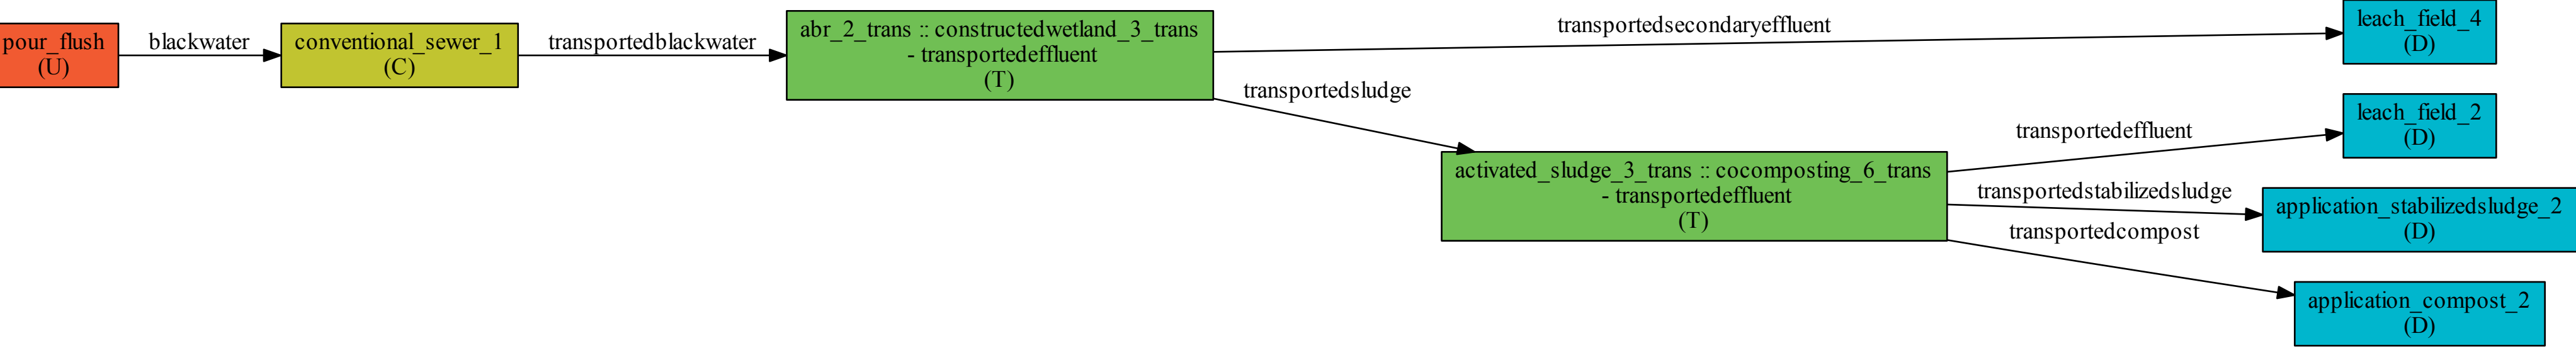 pour_flush
(U)
blackwater
conventional_sewer_1
(C)
transportedblackwater
abr_2_trans :: constructedwetland_3_trans
- transportedeffluent
(T)
transportedsecondaryeffluent
leach_field_4
(D)
transportedsludge
activated_sludge_3_trans :: cocomposting_6_trans
- transportedeffluent
(T)
transportedeffluent
leach_field_2
(D)
transportedstabilizedsludge
application_stabilizedsludge_2
(D)
transportedcompost
application_compost_2
(D)